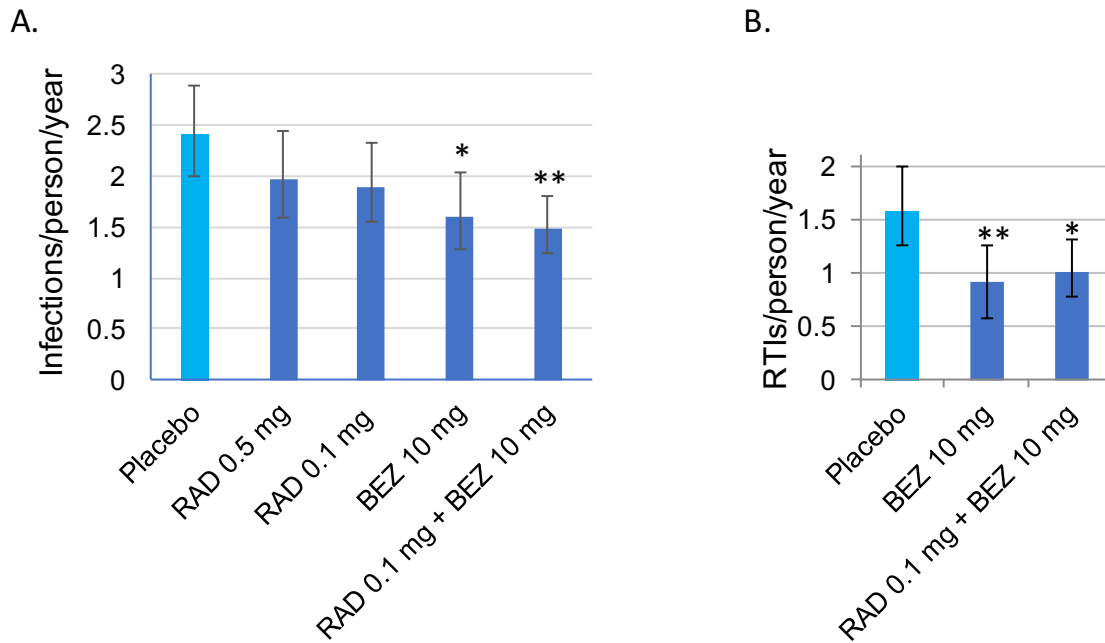 A.
Infections/person/year
3
2.5
2
1.5
1
0.5
0
*
**
Placebo
RAD 0.5 mg
RAD 0.1 mg
BEZ 10 mg
RAD 0.1 mg + BEZ 10 mg
B.
RTIs/person/year
2
1.5
1
0.5
0
**
*
Placebo
BEZ 10 mg
RAD 0.1 mg + BEZ 10 mg